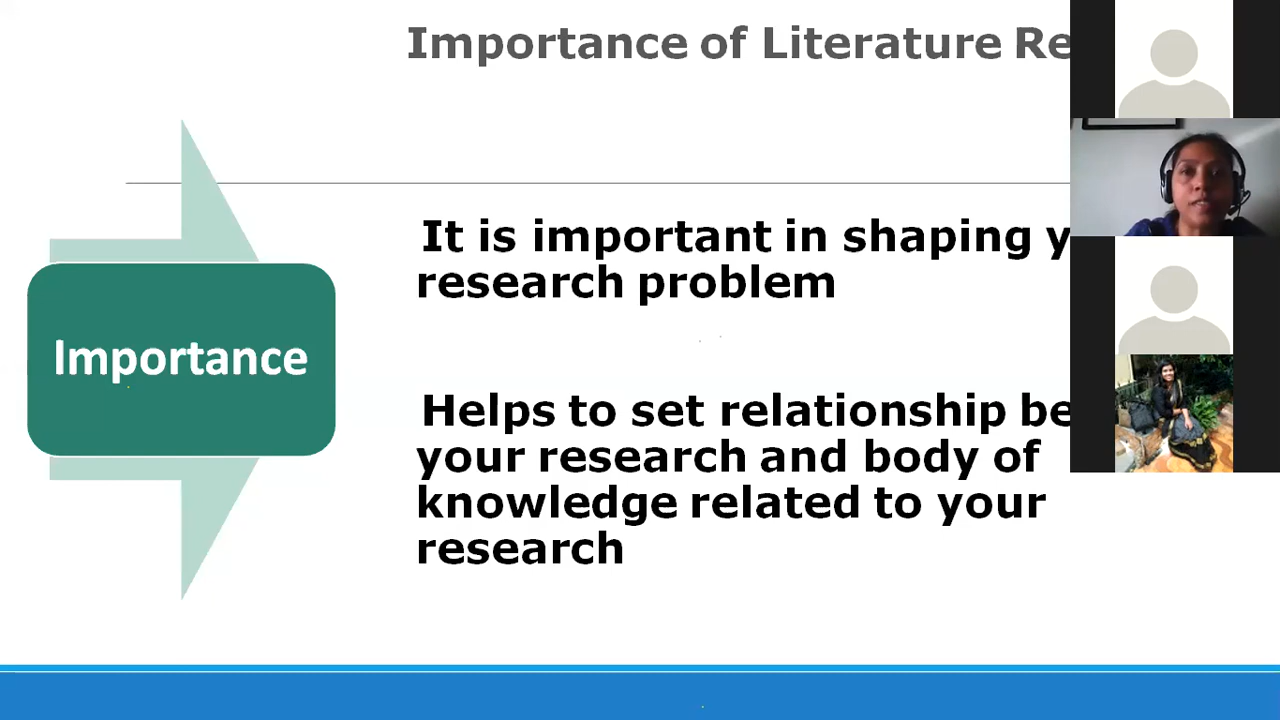 Importance of Literature Re
It is important in shaping y
research problem
Importance
Helps to set relationship be
your research and body of
knowledge related to your
research